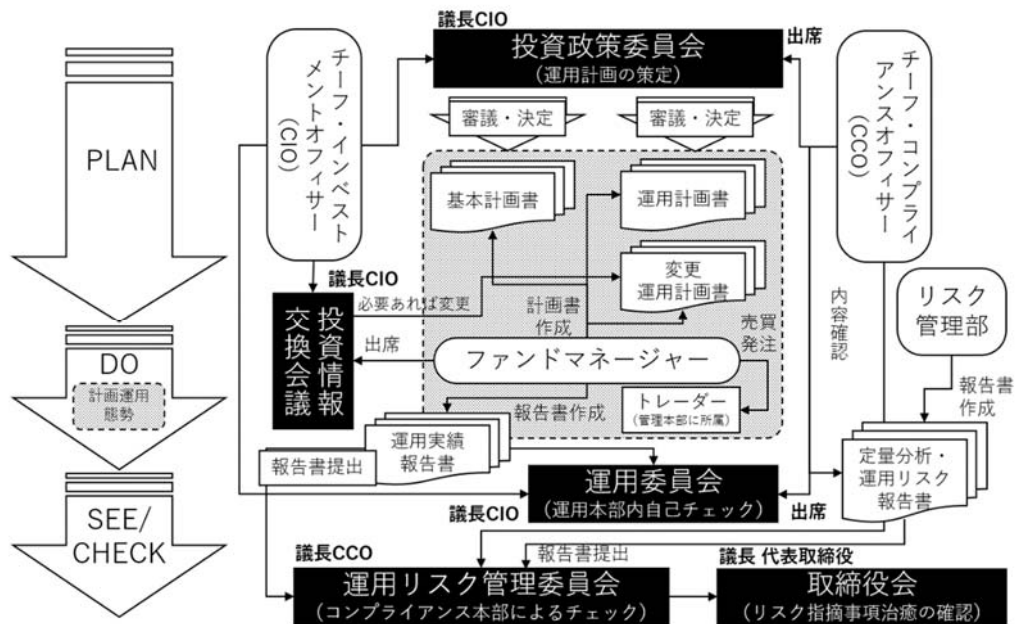 議長CIO
投資政策委員会
(運用計画の策定)
出席
チーフ・インベスト
メントオフィサー
(CIO)
チーフ・コンプライ
アンスオフィサー
(CCO)
PLAN
審議・決定
審議・決定
基本計画書
運用計画書
変更
運用計画書
議長CIO
必要あれば変更
計画書
作成
売買
発注
内容確認
リスク
管理部
投資情報
交換会議
出席
ファンドマネージャー
DO
計画運用
態勢
報告書作成
トレーダー
(管理本部に所属)
報告書
作成
運用実績
報告書
報告書提出
定量分析・
運用リスク
報告書
運用委員会
(運用本部内自己チェック)
議長CIO
出席
SEE/
CHECK
議長CCO
報告書提出
議長 代表取締役
運用リスク管理委員会
(コンプライアンス本部によるチェック)
取締役会
(リスク指摘事項治癒の確認)